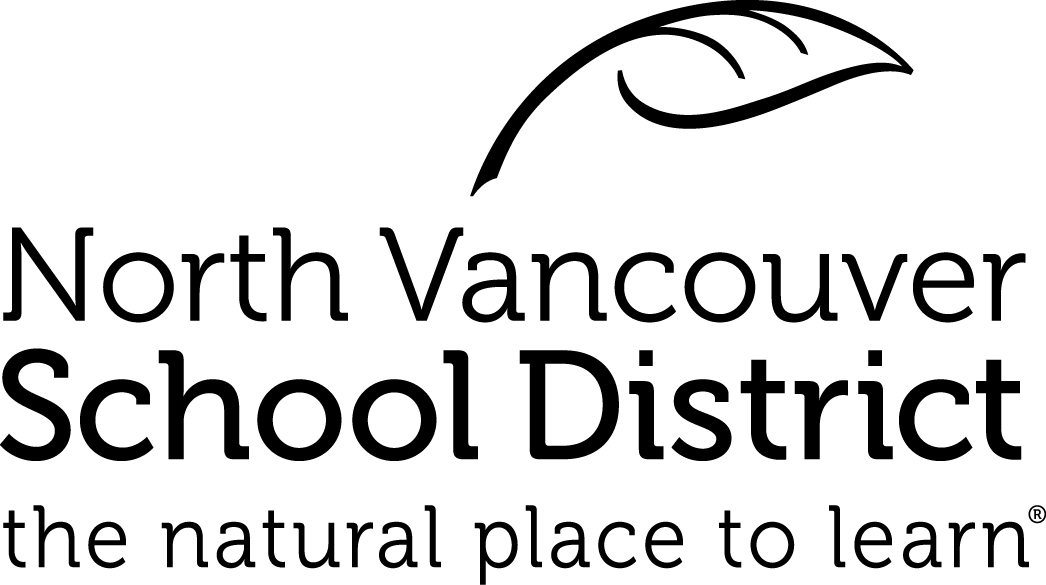 North Vancouver
School District
the natural place to learn®